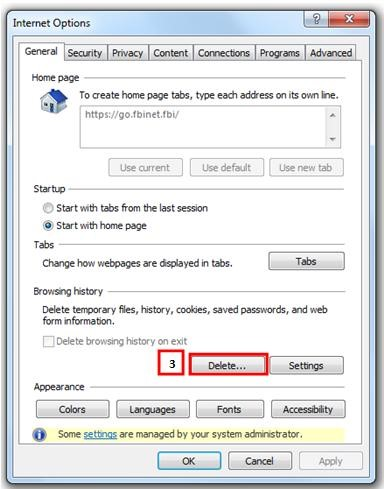 Internet Options
?
General Security Privacy Content Connections Programs Advanced
Home page
To create home page tabs, type each address on its own line.
https://go.fbinet.fbi/
Use current Use default Use new tab
Startup
Start with tabs from the last session
Start with home page
Tabs
Change how webpages are displayed in tabs. Tabs
Browsing history
Delete temporary files, history, cookies, saved passwords, and web
form information.
Delete browsing history on exit
3 Delete... Settings
Appearance
Colors Languages Fonts Accessibility
Some settings are managed by your system administrator.
OK Cancel Apply